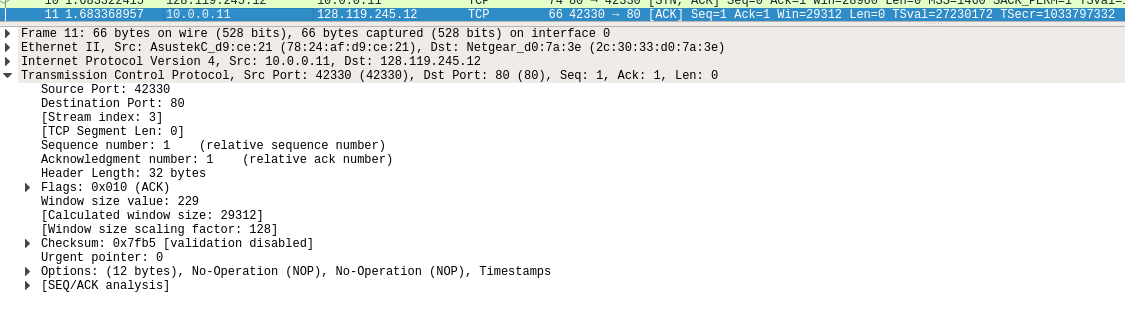 10 1.683322415 128.119.245.12 10.0.0.11 TCP 74 80 → 42330 [SYN, ACK] Seq=0 Ack=1 Win=28960 Len=0 MSS=1460 SACK_PERM=1 TSval=1
11 1.683368957 10.0.0.11 128.119.245.12 TCP 66 42330 → 80 [ACK] Seq=1 Ack=1 Win=29312 Len=0 TSval=27230172 TSecr=1033797332
Frame 11: 66 bytes on wire (528 bits), 66 bytes captured (528 bits) on interface 0
Ethernet II, Src: AsustekC_d9:ce:21 (78:24:af:d9:ce:21), Dst: Netgear_d0:7a:3e (2c:30:33:d0:7a:3e)
Internet Protocol Version 4, Src: 10.0.0.11, Dst: 128.119.245.12
Transmission Control Protocol, Src Port: 42330 (42330), Dst Port: 80 (80), Seq: 1, Ack: 1, Len: 0
Source Port: 42330
Destination Port: 80
[Stream index: 3]
[TCP Segment Len: 0]
Sequence number: 1 (relative sequence number)
Acknowledgment number: 1 (relative ack number)
Header Length: 32 bytes
Flags: 0x010 (ACK)
Window size value: 229
[Calculated window size: 29312]
[Window size scaling factor: 128]
Checksum: 0x7fb5 [validation disabled]
Urgent pointer: 0
Options: (12 bytes), No-Operation (NOP), No-Operation (NOP), Timestamps
[SEQ/ACK analysis]